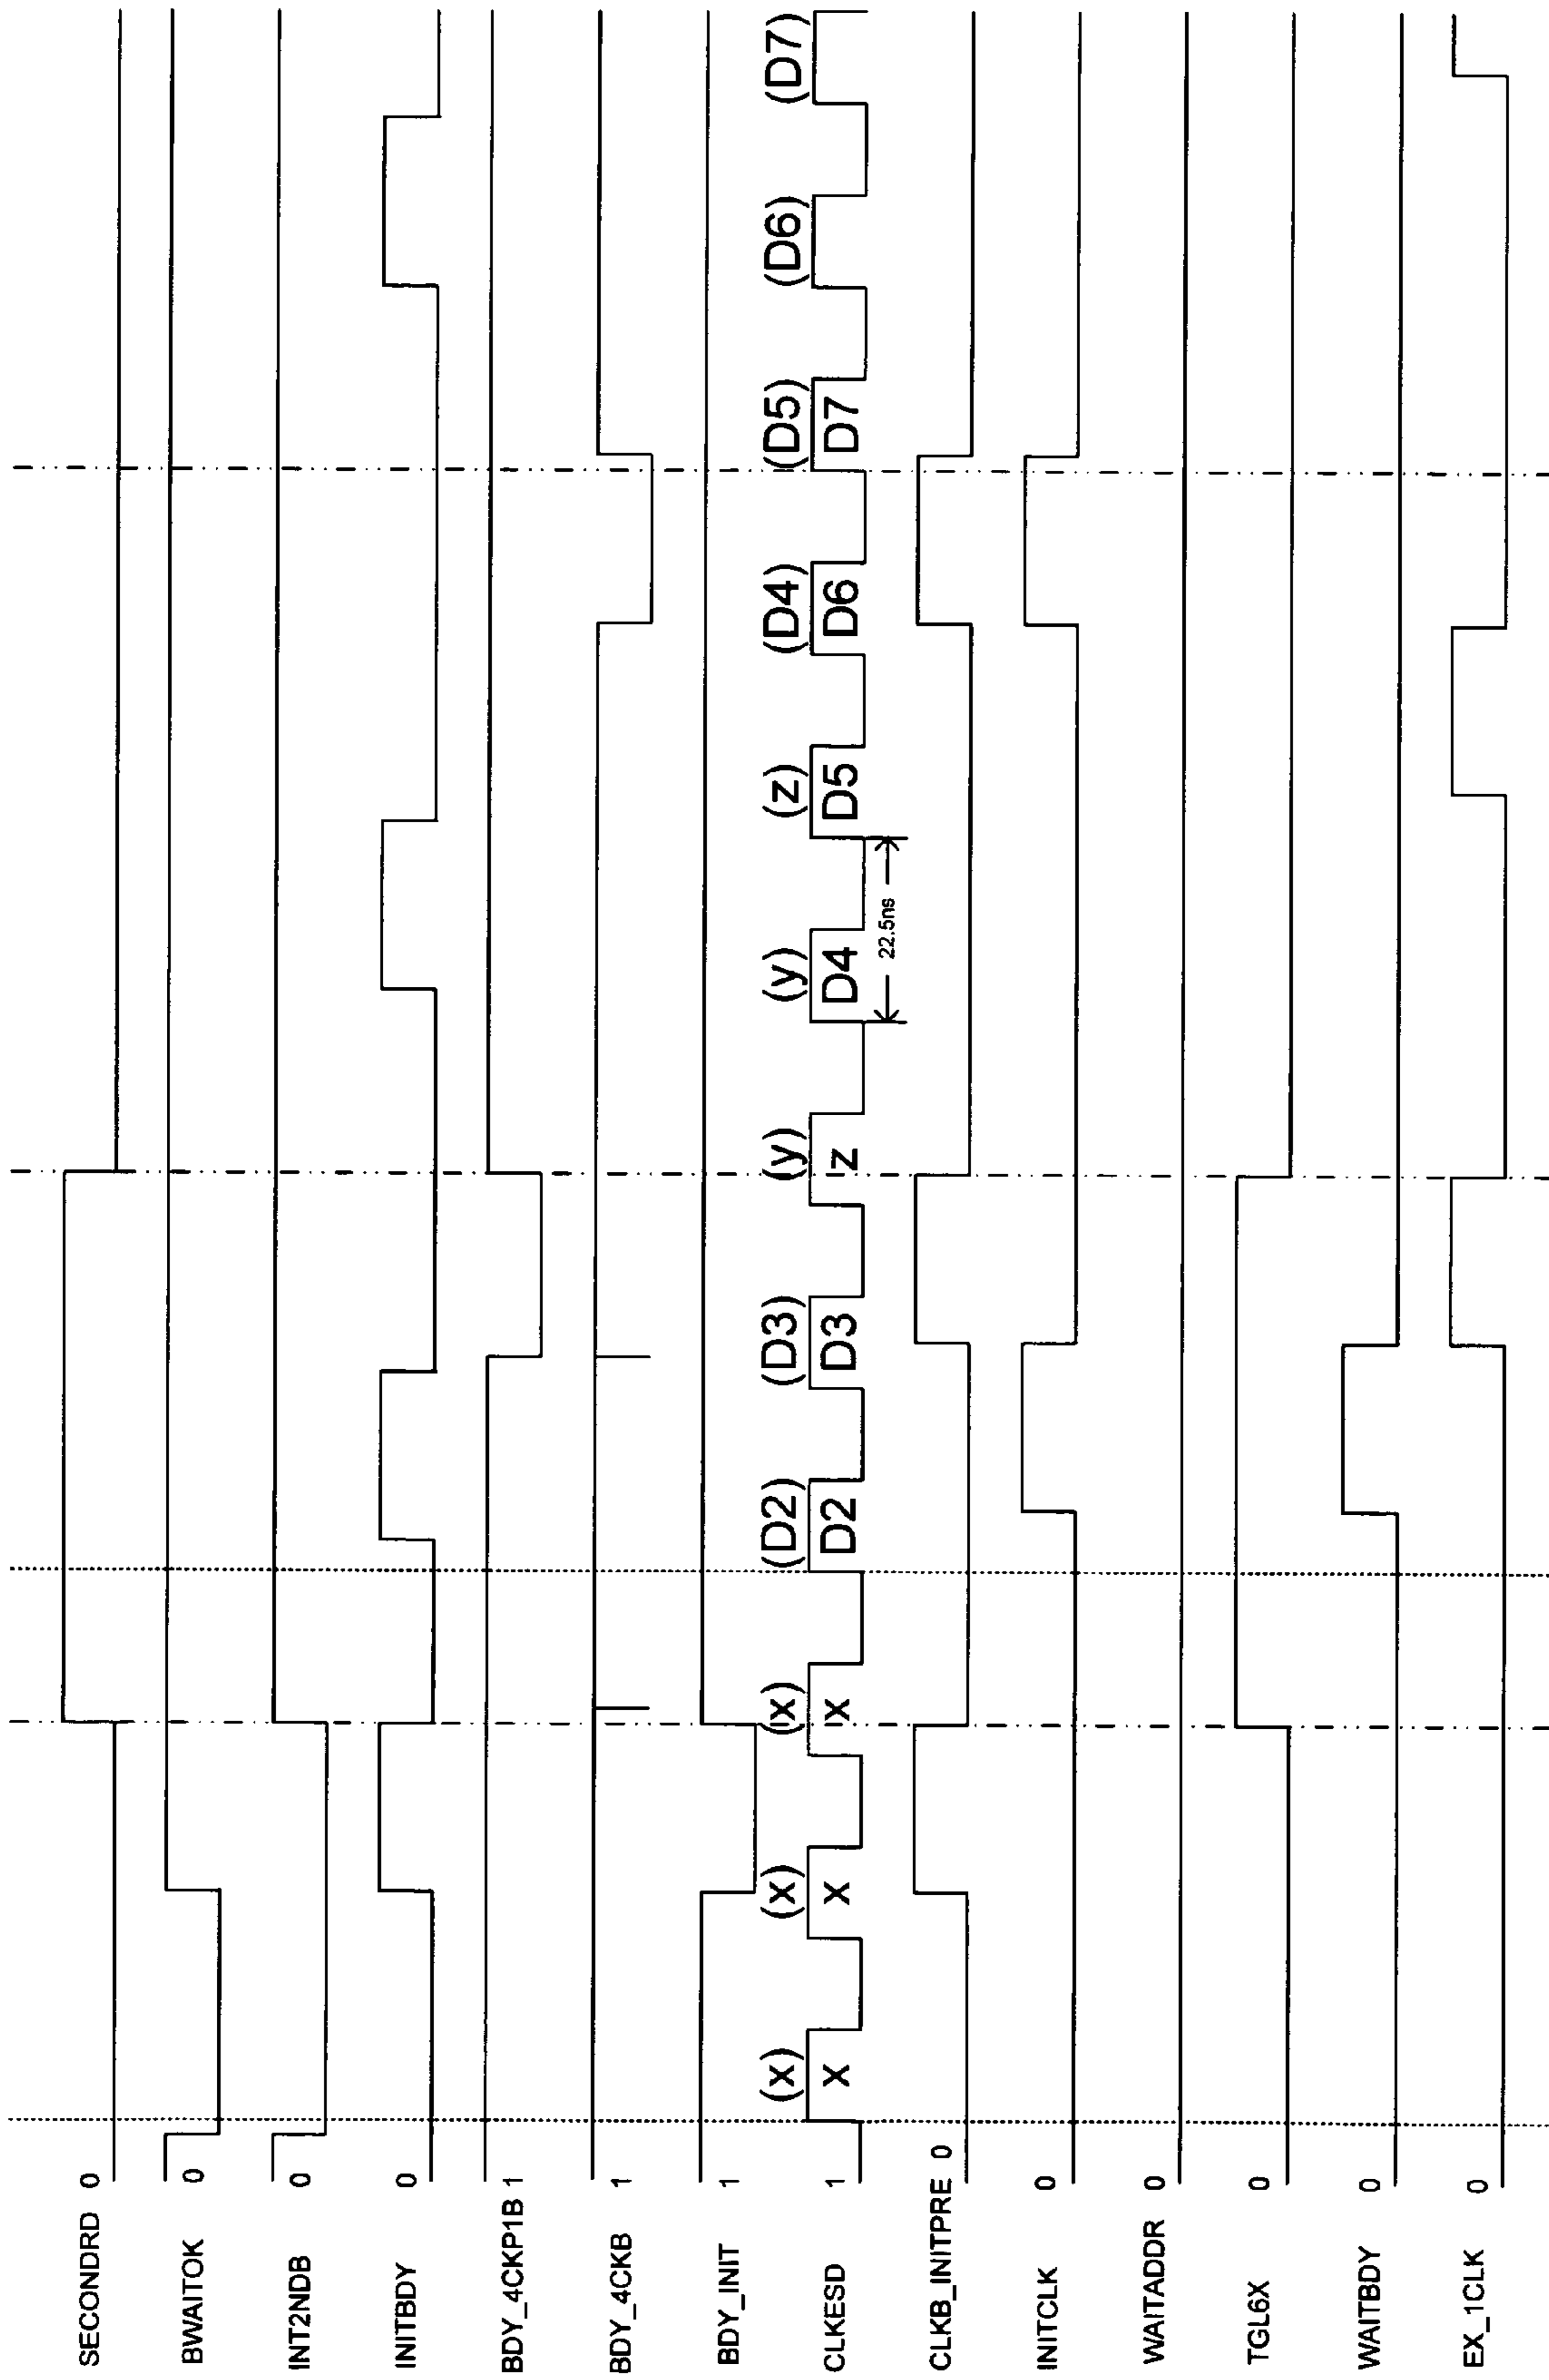 SECONDRD 0
BWAITOK 0
INT2NDB 0
INITBDY 0
BDY_4CKP1B 1
BDY_4CKB 1
BDY_INIT 1
(x) (x) (x) (D2) (D3) (y) (y) (z) (D4) (D5) (D6) (D7)
CLKESD 1 x x x D2 D3 z D4 D5 D6 D7
22.5ns
CLKB_INITPRE 0
INITCLK 0
WAITADDR 0
TGL6X 0
WAITBDY 0
EX_1CLK 0